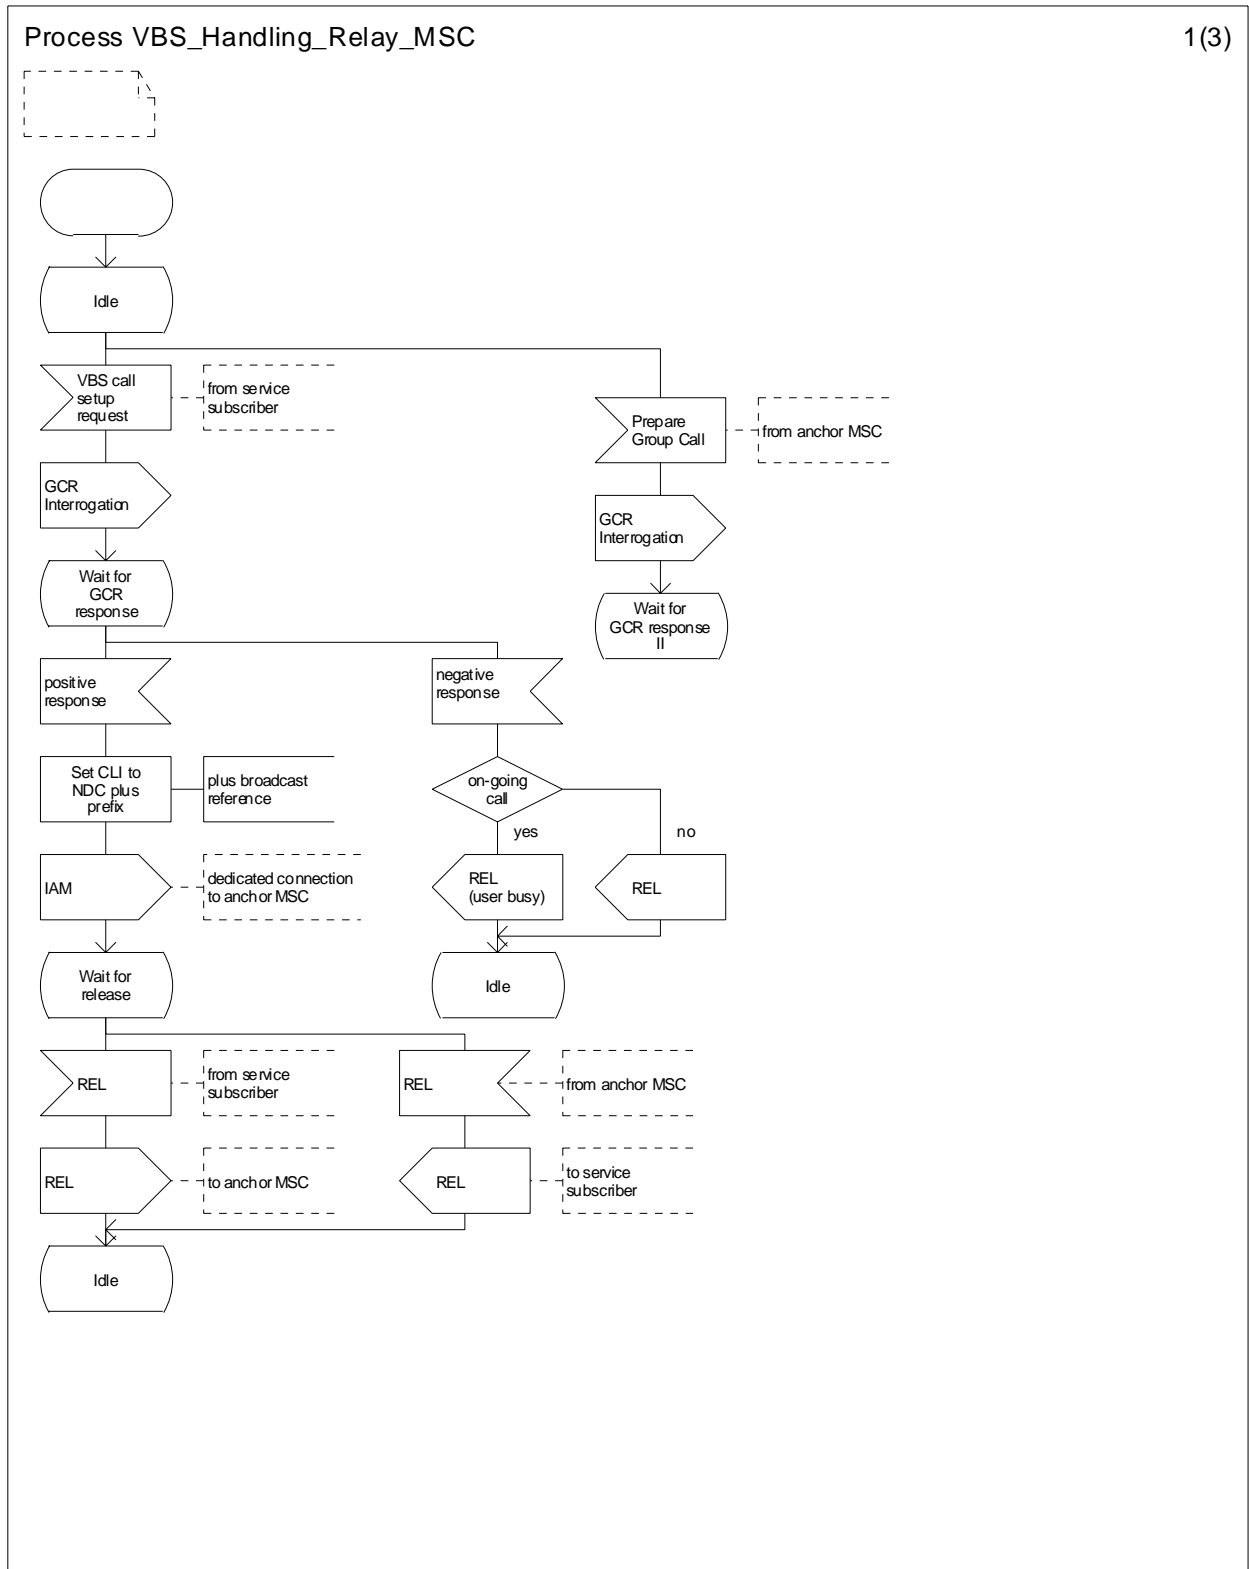 Process VBS_Handling_Relay_MSC
1(3)
Idle
VBS call
setup
request
from service
subscriber
Prepare
Group Call
from anchor MSC
GCR
Interrogation
GCR
Interrogation
Wait for
GCR
response
Wait for
GCR response
II
positive
response
negative
response
Set CLI to
NDC plus
prefix
plus broadcast
reference
on-going
call
yes
no
IAM
dedicated connection
to anchor MSC
REL
(user busy)
REL
Wait for
release
Idle
REL
from service
subscriber
REL
from anchor MSC
REL
to anchor MSC
REL
to service
subscriber
Idle